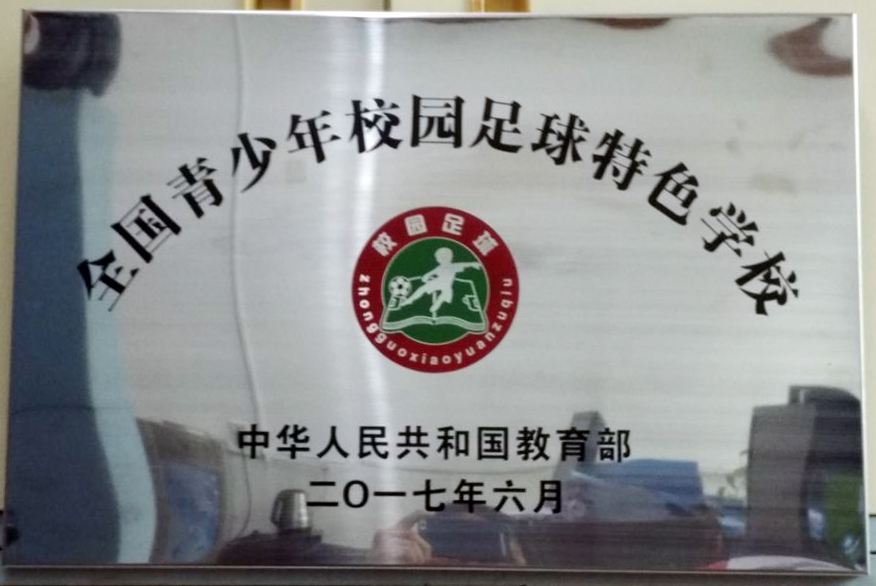 全国青少年校园足球特色学校
校园足球
zhongguoxiaoyuanzuqiu
中华人民共和国教育部
二〇一七年六月